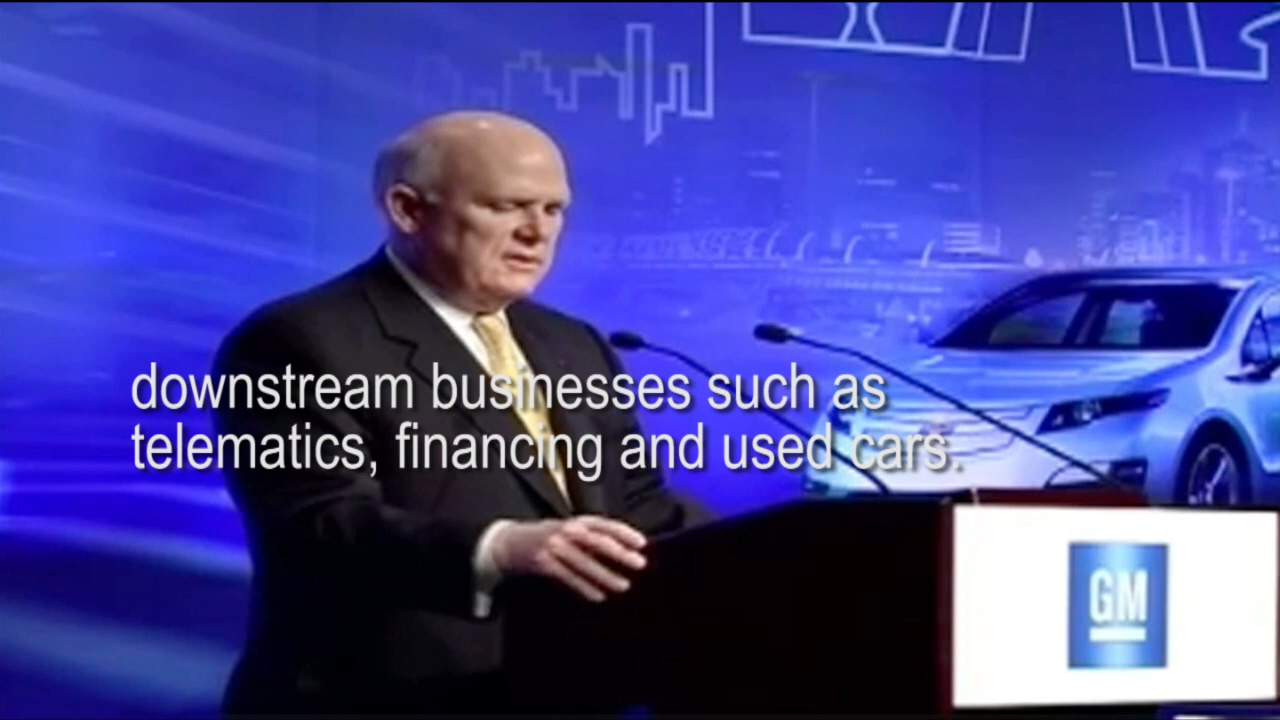 downstream businesses such as
telematics, financing and used cars.
GM